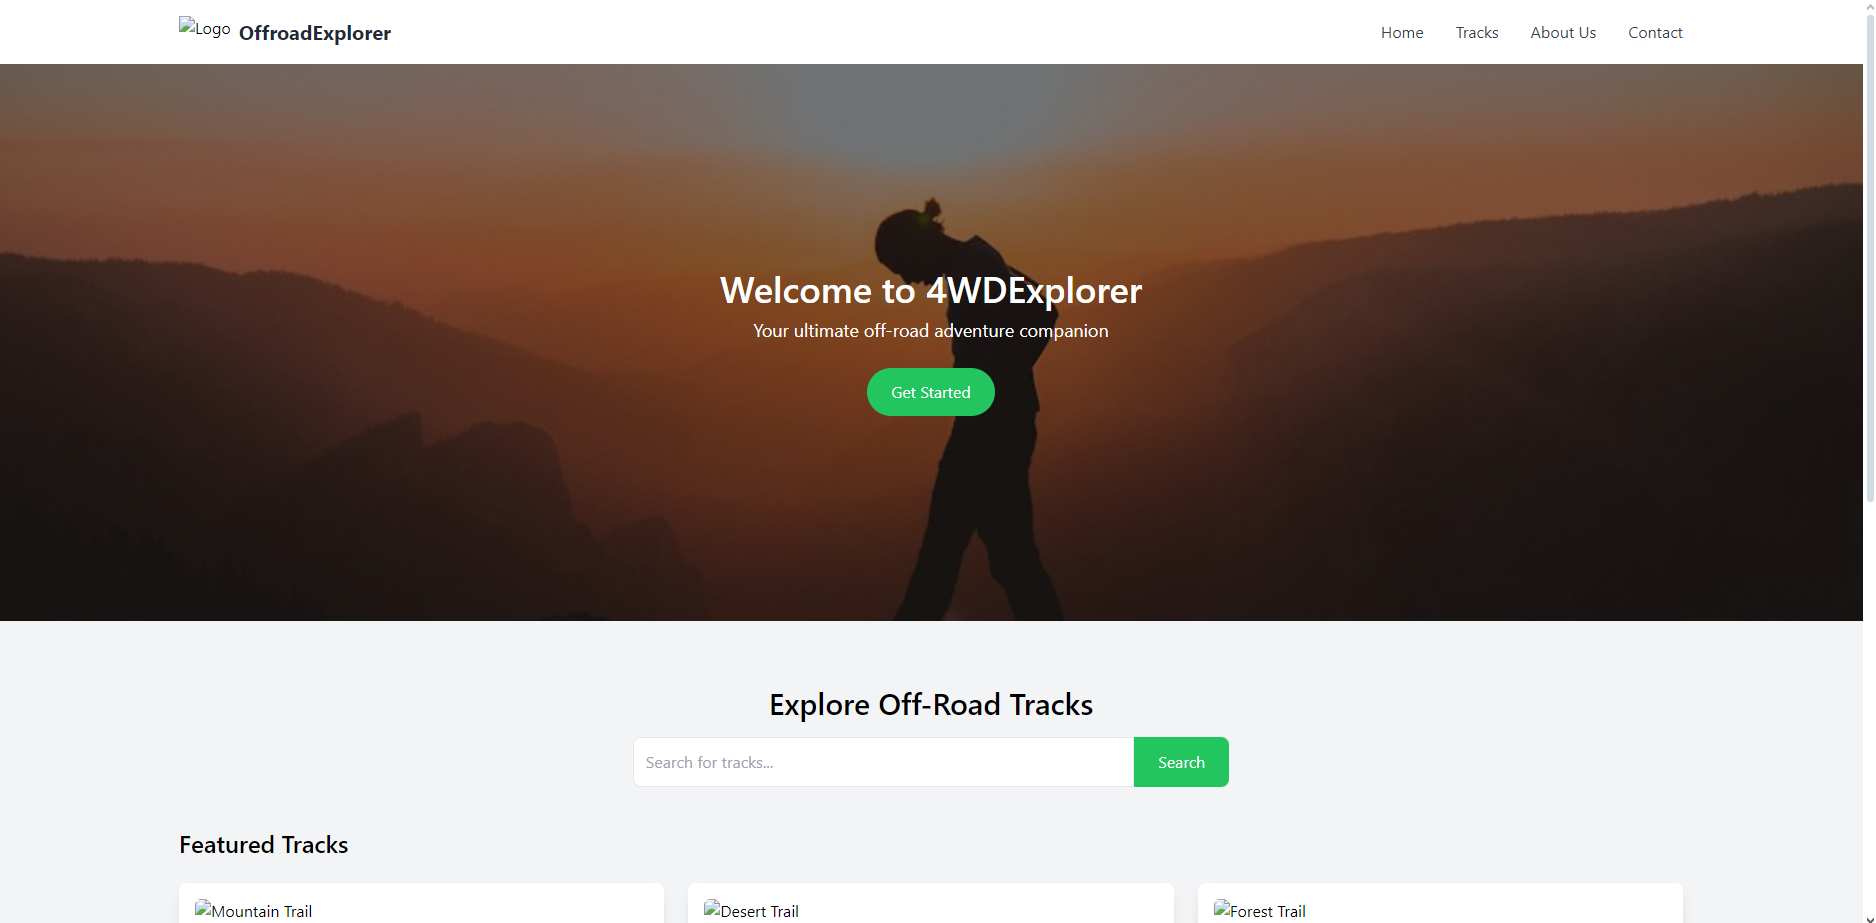 Logo OffroadExplorer
Home Tracks About Us Contact
Welcome to 4WDExplorer
Your ultimate off-road adventure companion
Get Started
Explore Off-Road Tracks
Search for tracks...
Search
Featured Tracks
Mountain Trail
Desert Trail
Forest Trail